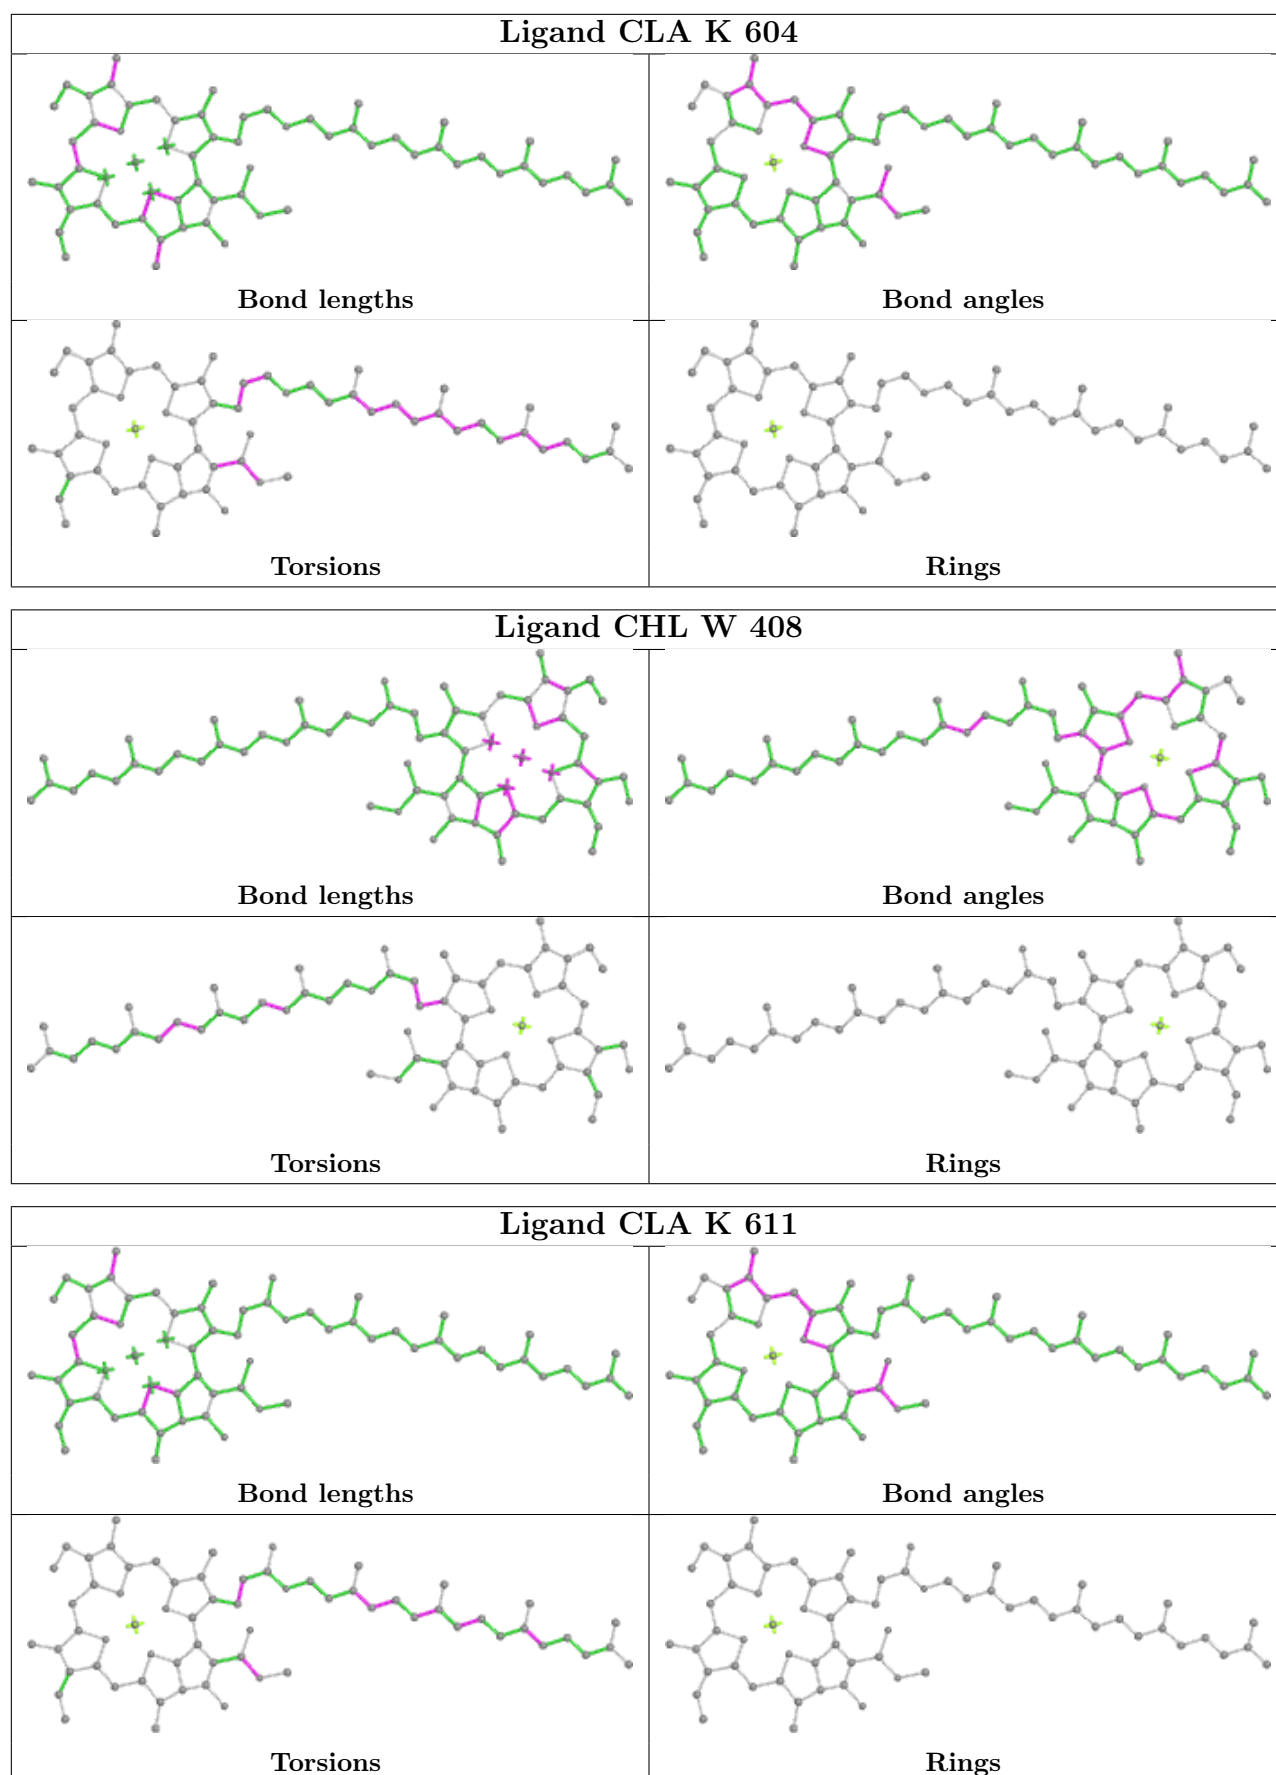 Ligand CLA K 604
Bond lengths
Bond angles
Torsions
Rings
Ligand CHL W 408
Bond lengths
Bond angles
Torsions
Rings
Ligand CLA K 611
Bond lengths
Bond angles
Torsions
Rings